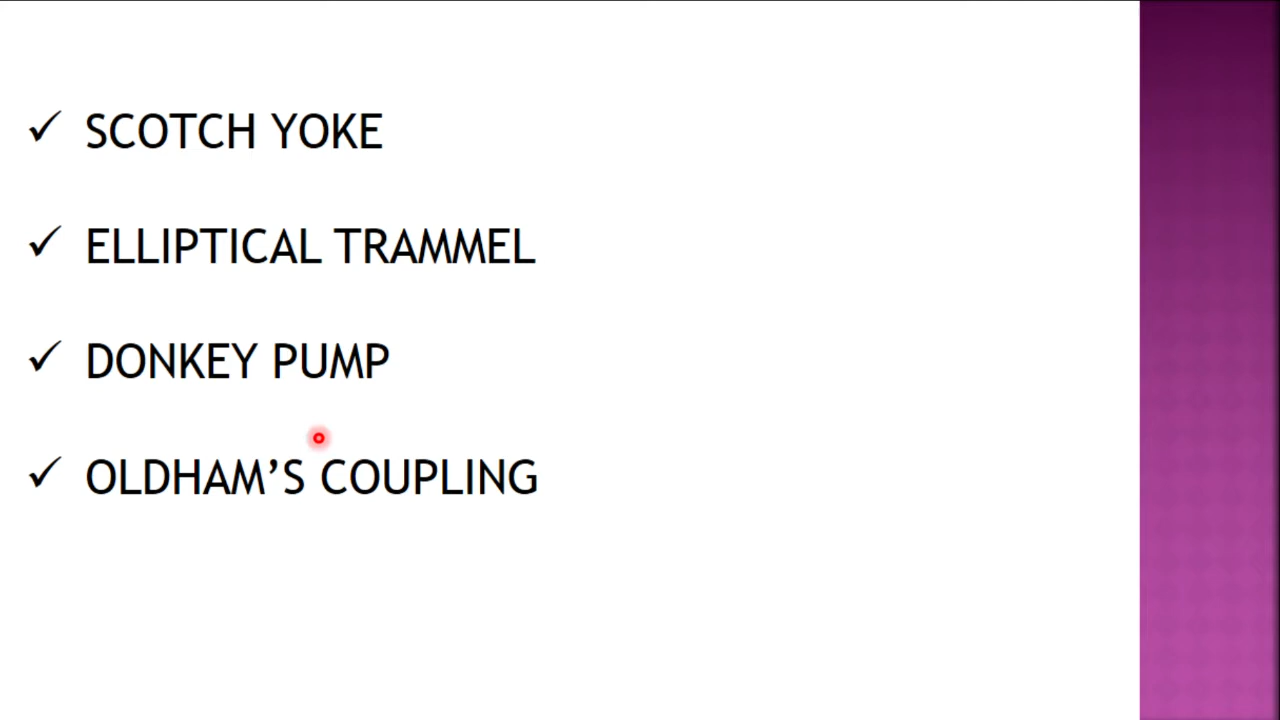 ✓ SCOTCH YOKE
✓ ELLIPTICAL TRAMMEL
✓ DONKEY PUMP
✓ OLDHAM’S COUPLING